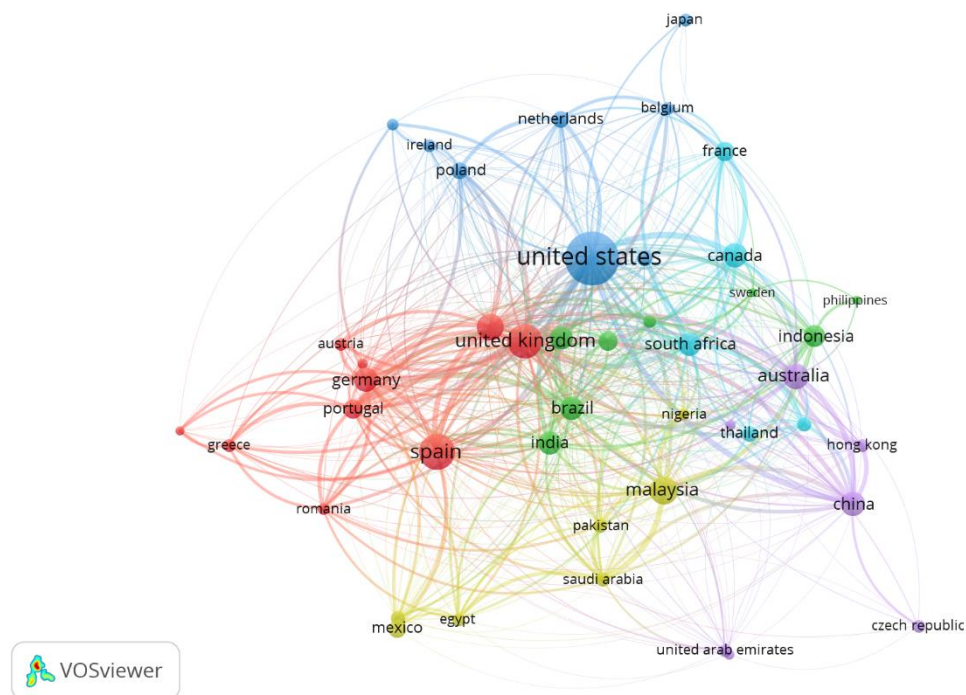 japan
belgium
netherlands
ireland
france
poland
united states
canada
sweden
philippines
austria
united kingdom
south africa
indonesia
germany
australia
portugal
brazil
nigeria
greece
spain
india
thailand
hong kong
malaysia
china
romania
pakistan
saudi arabia
mexico
egypt
czech republic
united arab emirates
VOSviewer